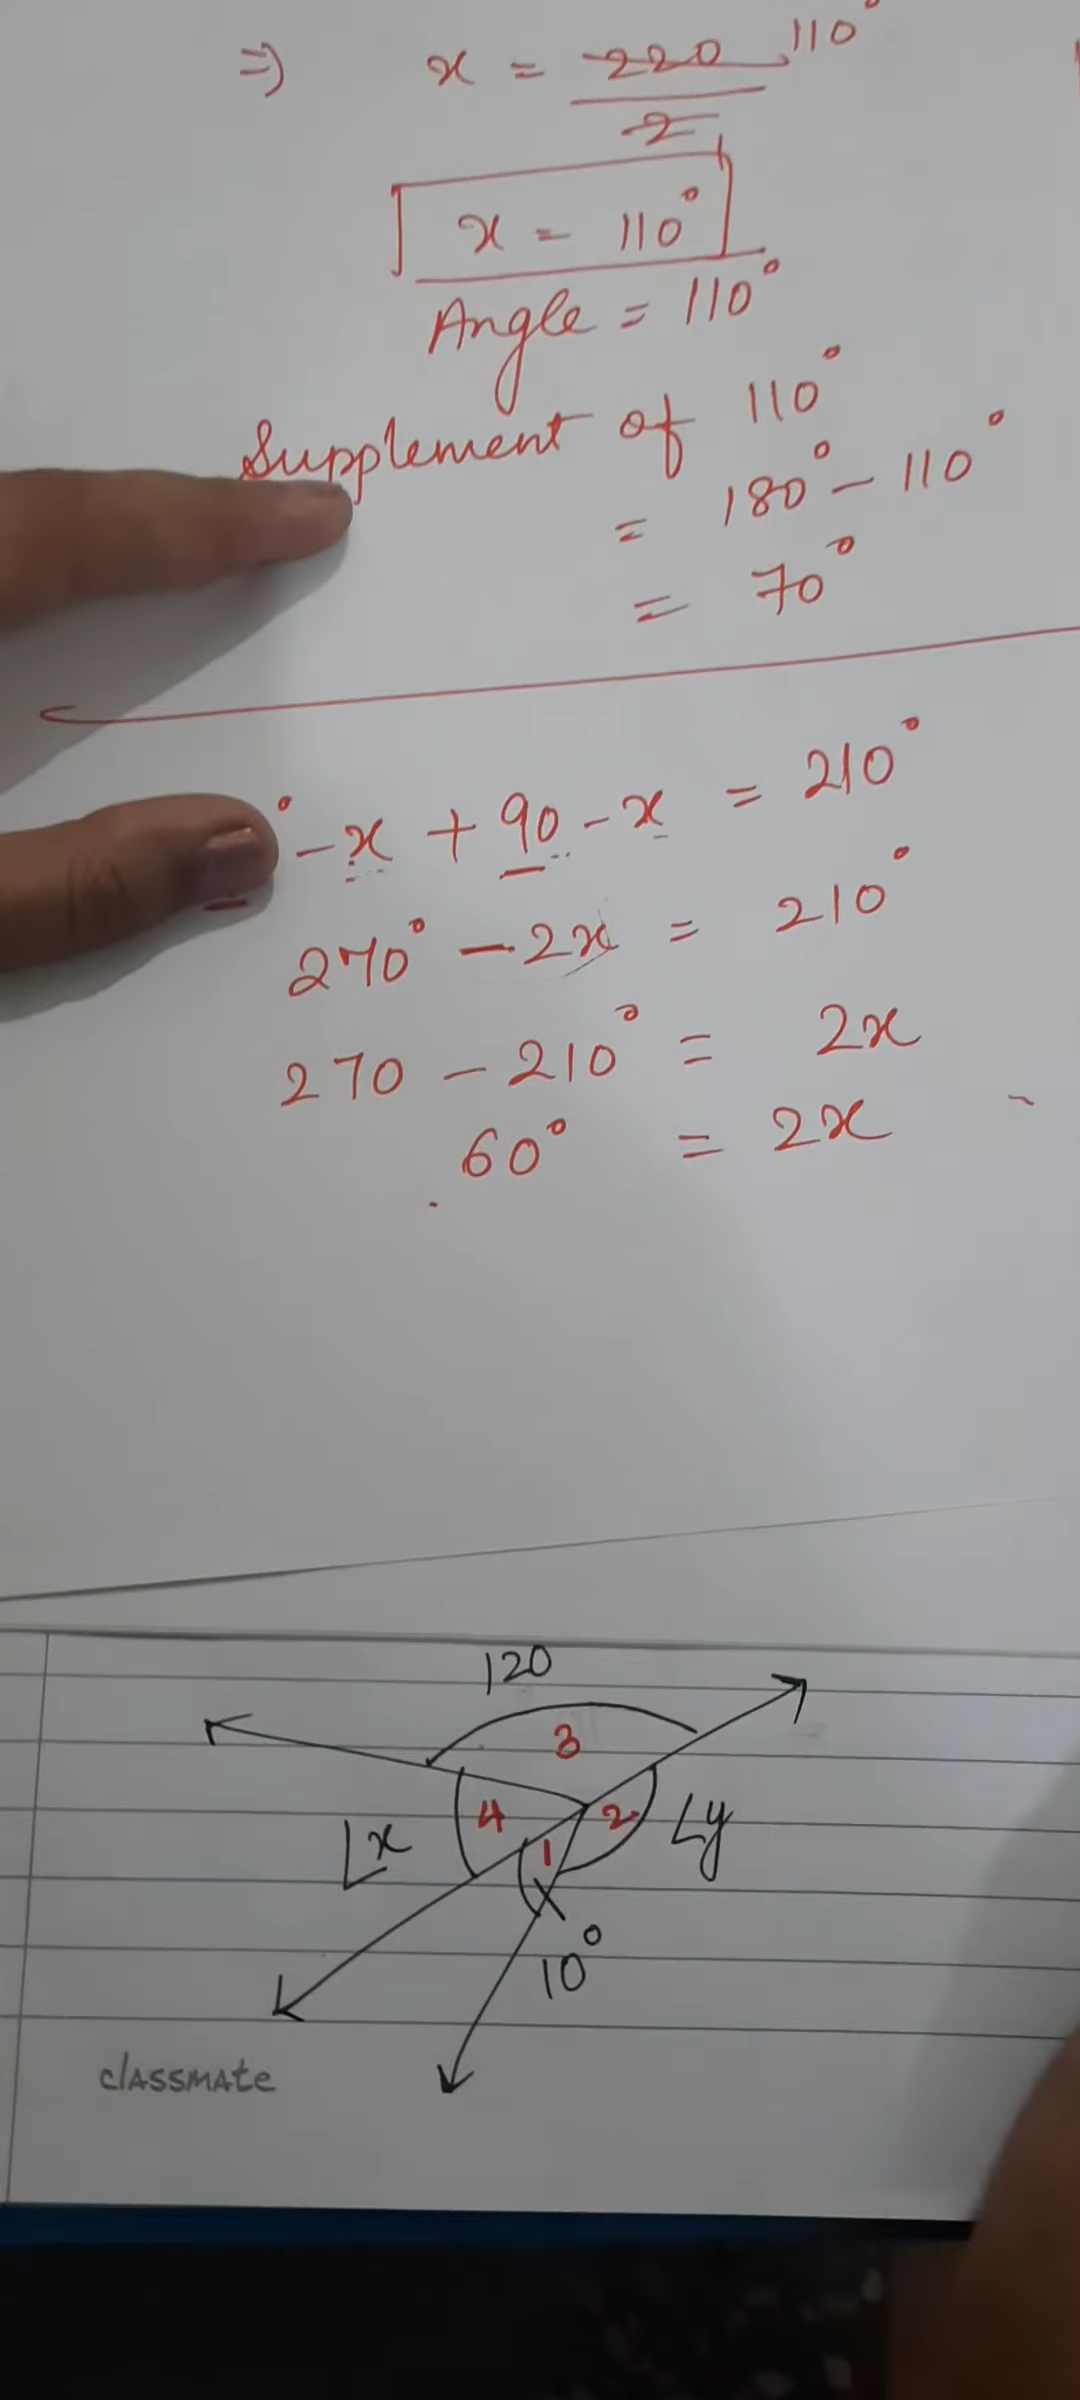 ⇒ x = 220 110°
2
x = 110°
Angle = 110°
Supplement of 110°
= 180° - 110°
= 70°
° - x + 90 - x = 210°
270° - 2x = 210°
270 - 210° = 2x
60° = 2x
120
3
4 2
∠x 1 ∠y
10°
classmate